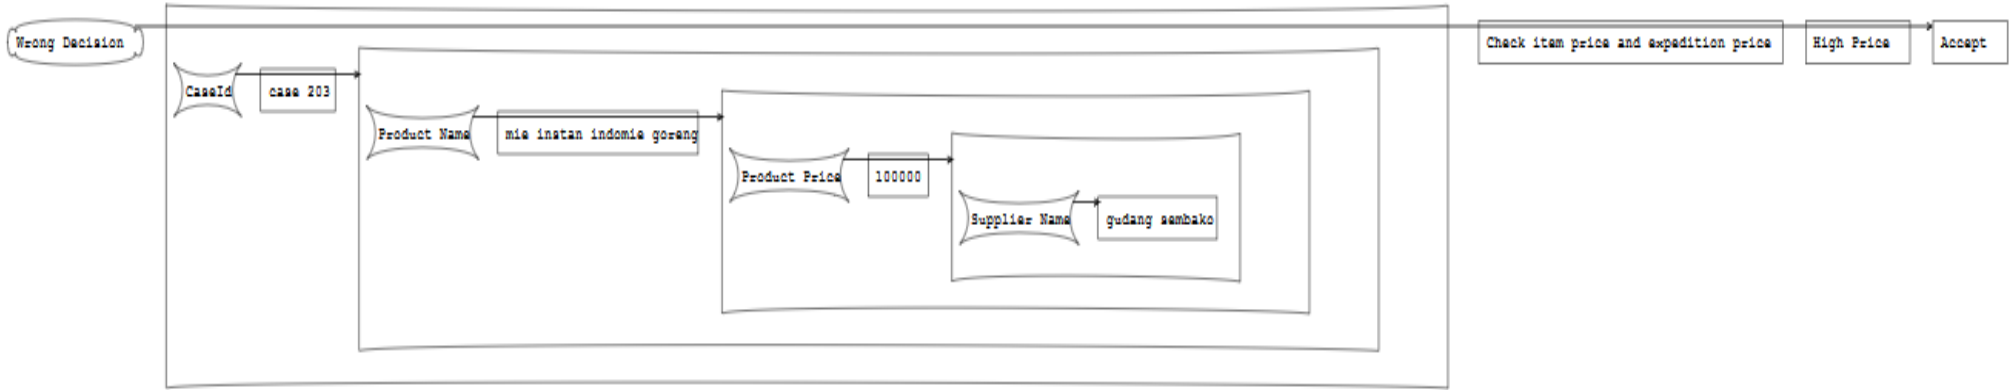 Wrong Decision
Check item price and expedition price
High Price
Accept
CaseId
case 203
Product Name
mie instan indomie goreng
Product Price
100000
Supplier Name
gudang sembako